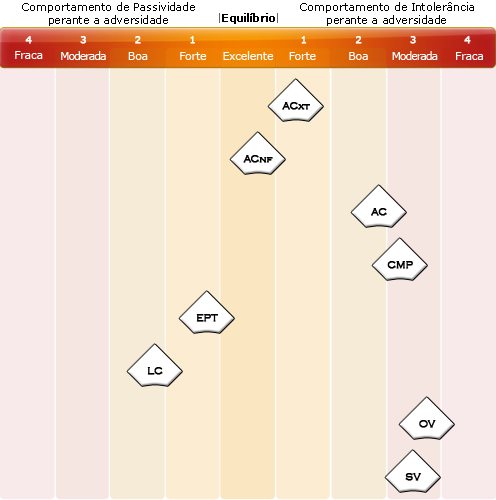 Comportamento de Passividade
perante a adversidade
|Equilíbrio|
Comportamento de Intolerância
perante a adversidade
4 3 2 1 1 2 3 4
Fraca Moderada Boa Forte Excelente Forte Boa Moderada Fraca
ACXT
ACNF
AC
CMP
EPT
LC
OV
SV